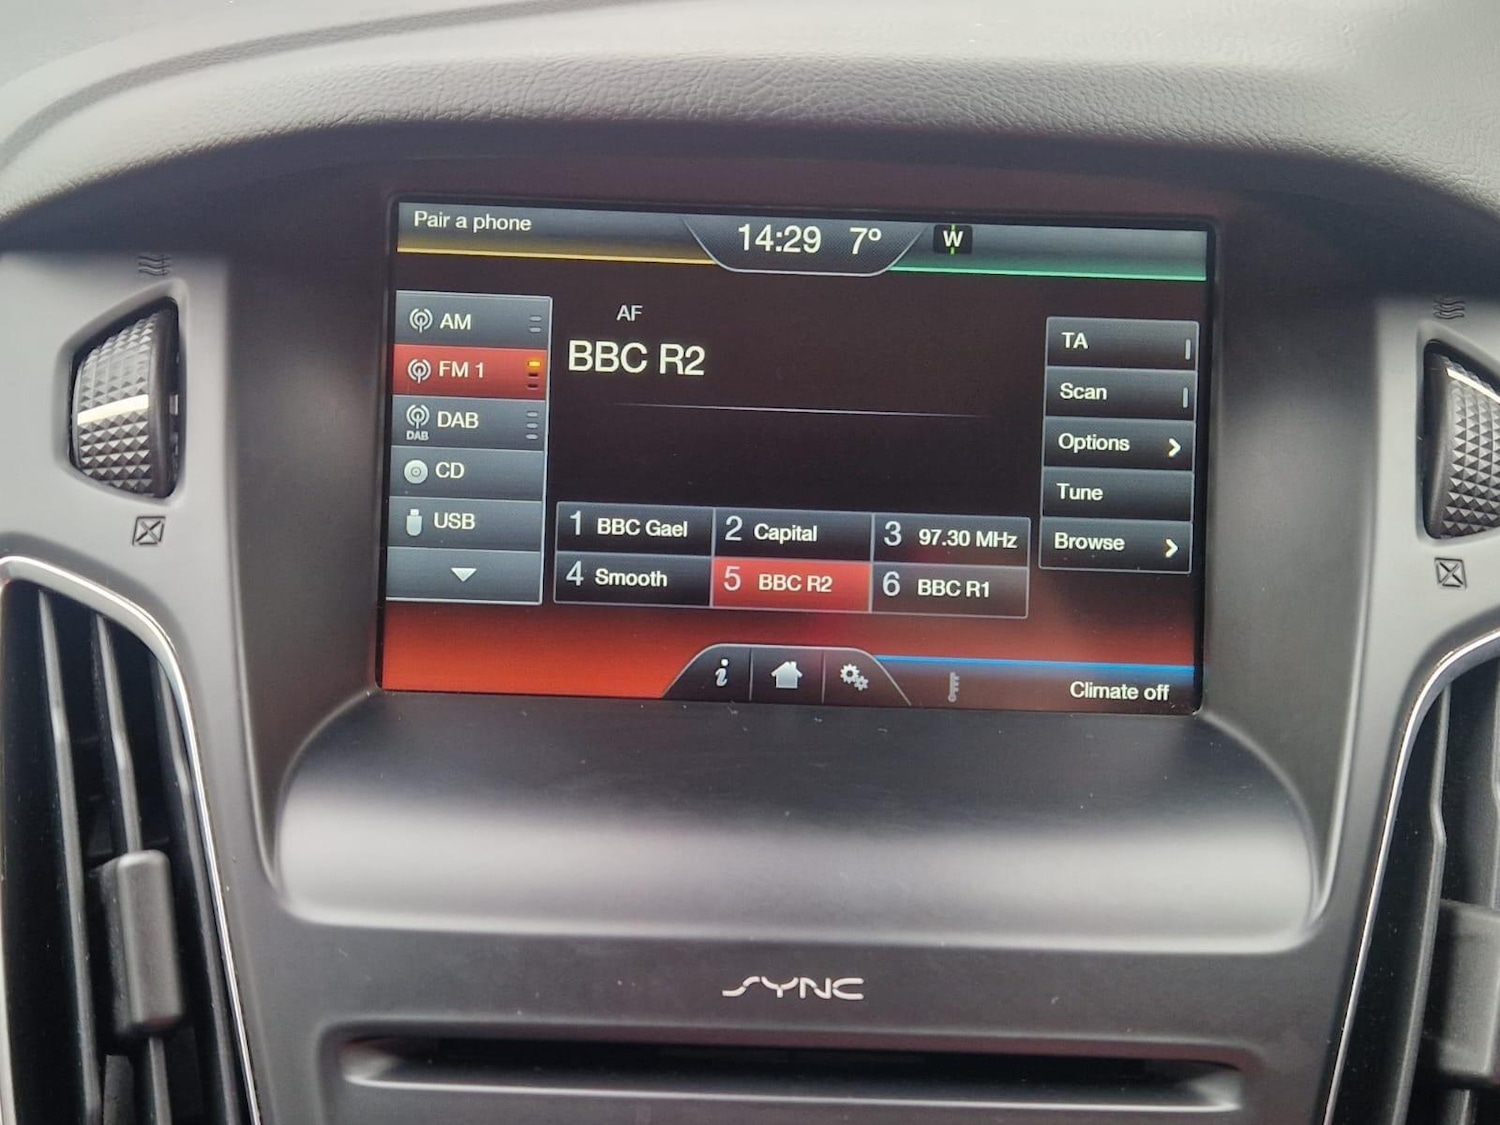 Pair a phone
14:29 7° W
AM
FM 1
DAB
DAB
CD
USB
AF
BBC R2
TA
Scan
Options
Tune
Browse
1 BBC Gael 2 Capital 3 97.30 MHz
4 Smooth 5 BBC R2 6 BBC R1
i
Climate off
SYNC